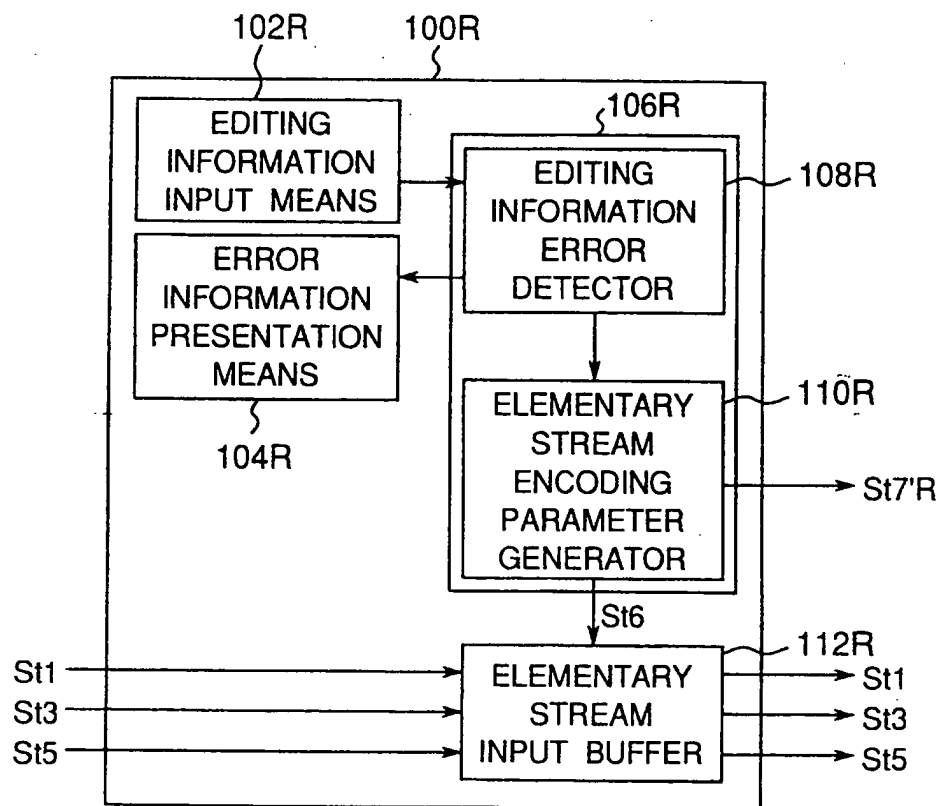 102R
100R
EDITING
INFORMATION
INPUT MEANS
106R
EDITING
INFORMATION
ERROR
DETECTOR
108R
ERROR
INFORMATION
PRESENTATION
MEANS
104R
ELEMENTARY
STREAM
ENCODING
PARAMETER
GENERATOR
110R
St7'R
St6
112R
St1
St3
St5
ELEMENTARY
STREAM
INPUT BUFFER
St1
St3
St5